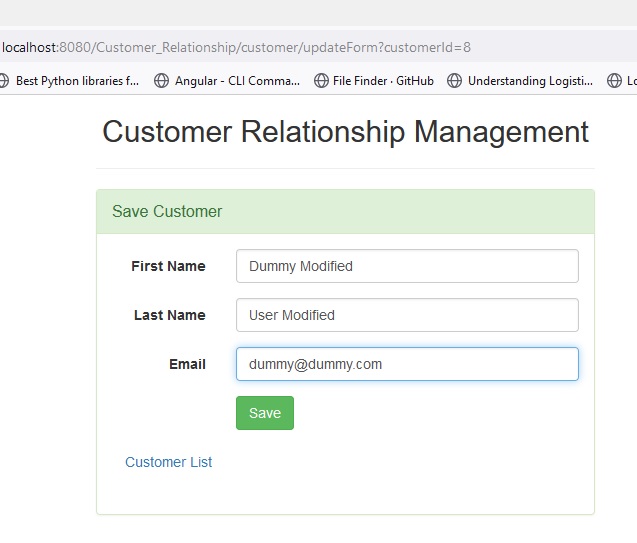 localhost:8080/Customer_Relationship/customer/updateForm?customerId=8
Best Python libraries f... Angular - CLI Comma... File Finder · GitHub Understanding Logisti... Lo
Customer Relationship Management
Save Customer
First Name Dummy Modified
Last Name User Modified
Email dummy@dummy.com
Save
Customer List